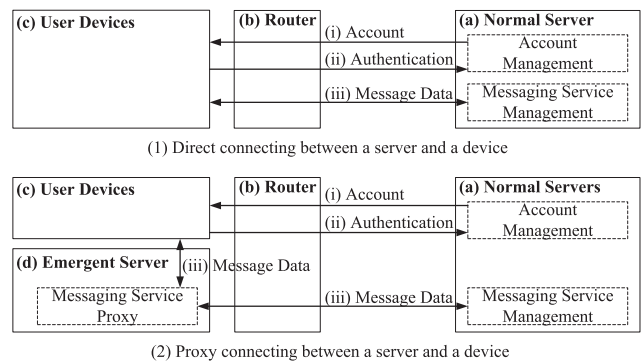 (c) User Devices
(b) Router
(a) Normal Server
(i) Account
Account
Management
(ii) Authentication
(iii) Message Data
Messaging Service
Management
(1) Direct connecting between a server and a device
(c) User Devices
(b) Router
(a) Normal Servers
(i) Account
Account
Management
(ii) Authentication
(d) Emergent Server
(iii) Message Data
Messaging Service
Proxy
(iii) Message Data
Messaging Service
Management
(2) Proxy connecting between a server and a device